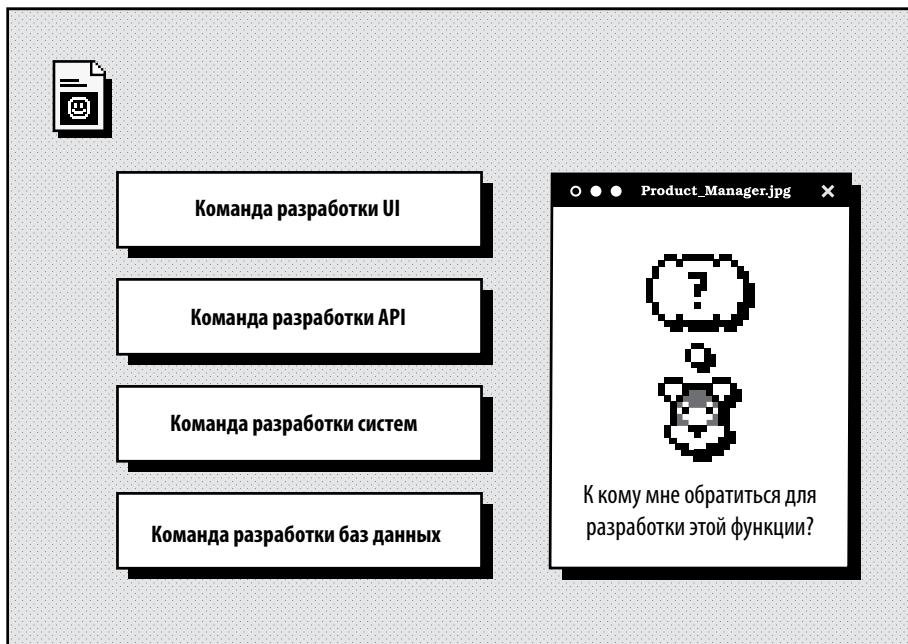 Команда разработки UI
Команда разработки API
Команда разработки систем
Команда разработки баз данных
Product_Manager.jpg
?
К кому мне обратиться для
разработки этой функции?